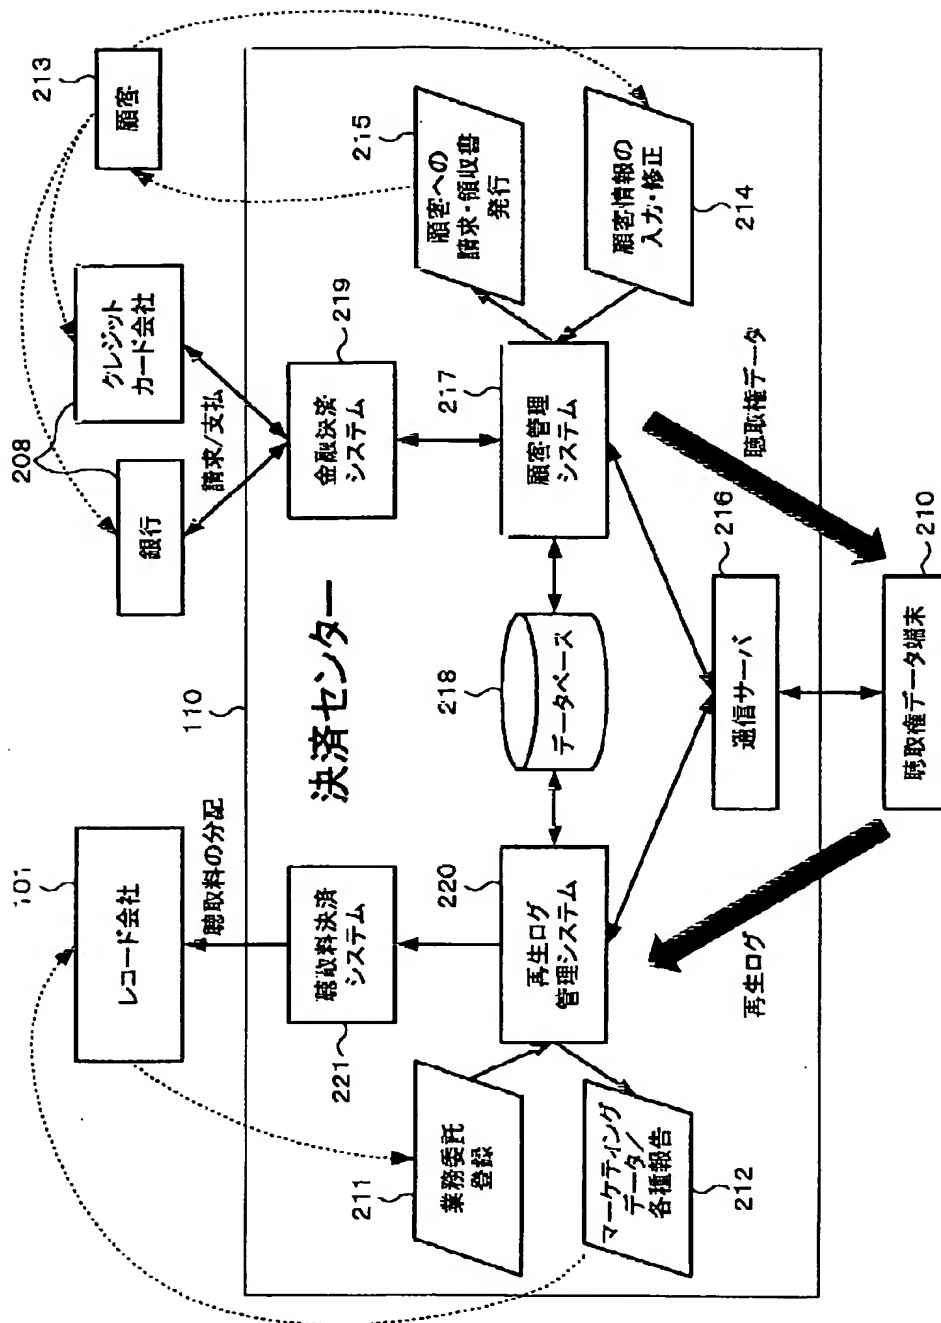 101
レコード会社
聴取料の分配
110
決済センター
208
銀行
クレジット
カード会社
請求/支払
213
顧客
221
聴取料決済
システム
219
金融決済
システム
211
業務委託
登録
220
再生ログ
管理システム
218
データベース
217
顧客管理
システム
215
顧客への
請求・領収書
発行
212
マーケティング
データ/
各種報告
214
顧客情報の
入力・修正
再生ログ
216
通信サーバ
聴取権データ
210
聴取権データ端末